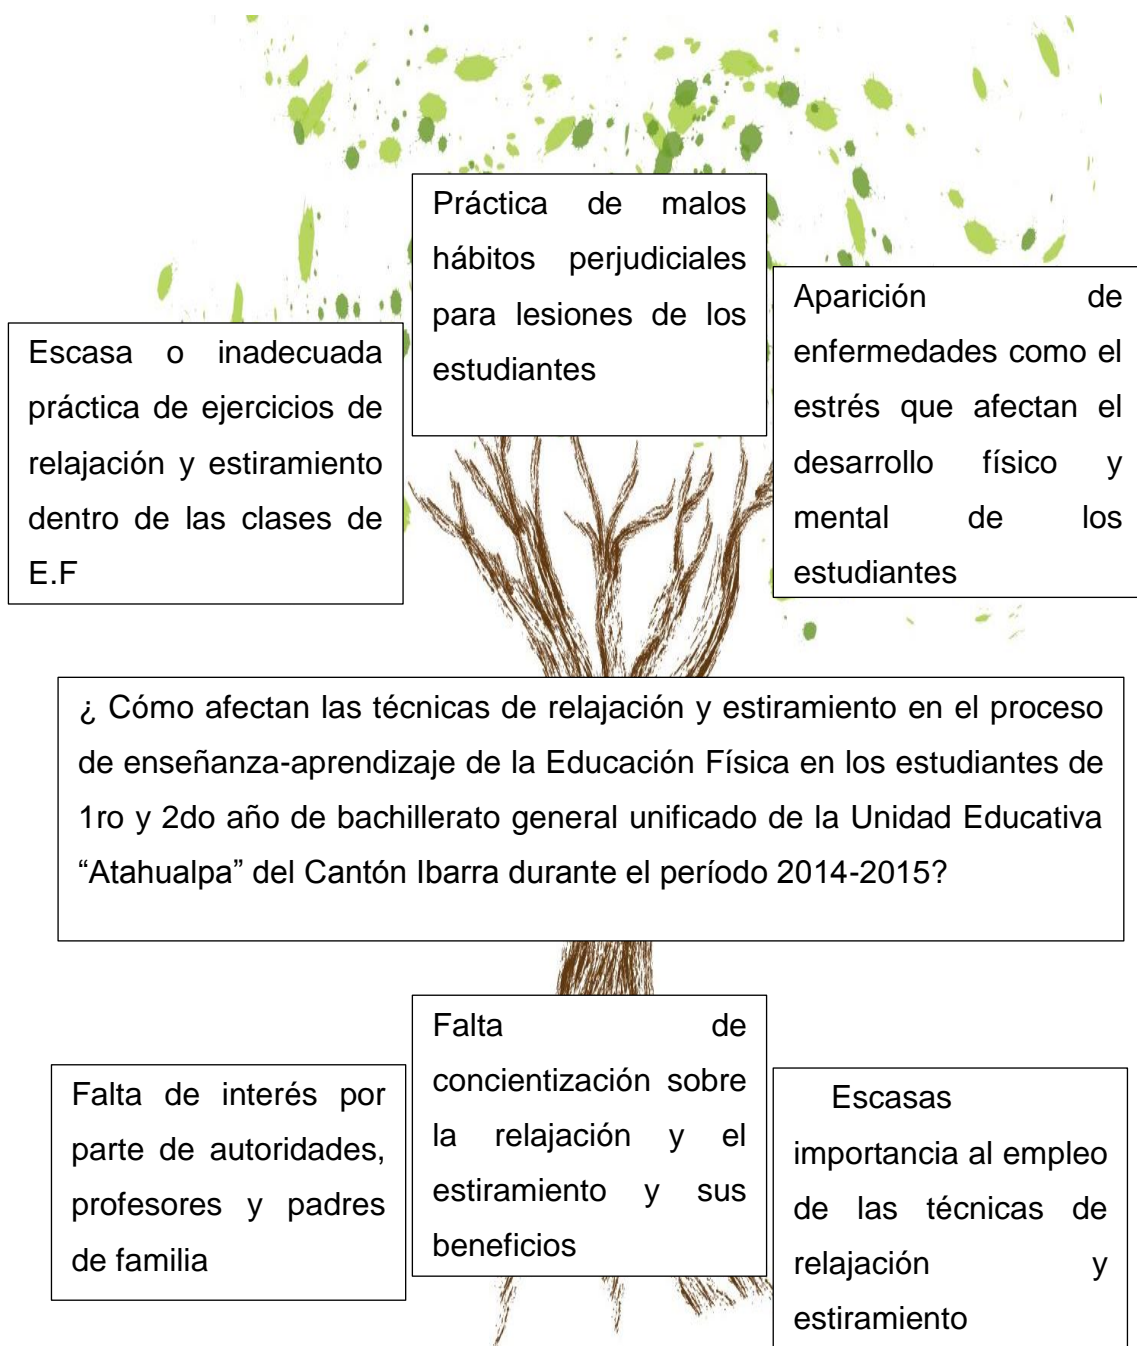 Práctica de malos
hábitos perjudiciales
para lesiones de los
estudiantes
Aparición de
enfermedades como el
estrés que afectan el
desarrollo físico y
mental de los
estudiantes
Escasa o inadecuada
práctica de ejercicios de
relajación y estiramiento
dentro de las clases de
E.F
¿ Cómo afectan las técnicas de relajación y estiramiento en el proceso
de enseñanza-aprendizaje de la Educación Física en los estudiantes de
1ro y 2do año de bachillerato general unificado de la Unidad Educativa
“Atahualpa” del Cantón Ibarra durante el período 2014-2015?
Falta de
concientización sobre
la relajación y el
estiramiento y sus
beneficios
Falta de interés por
parte de autoridades,
profesores y padres
de familia
Escasas
importancia al empleo
de las técnicas de
relajación y
estiramiento